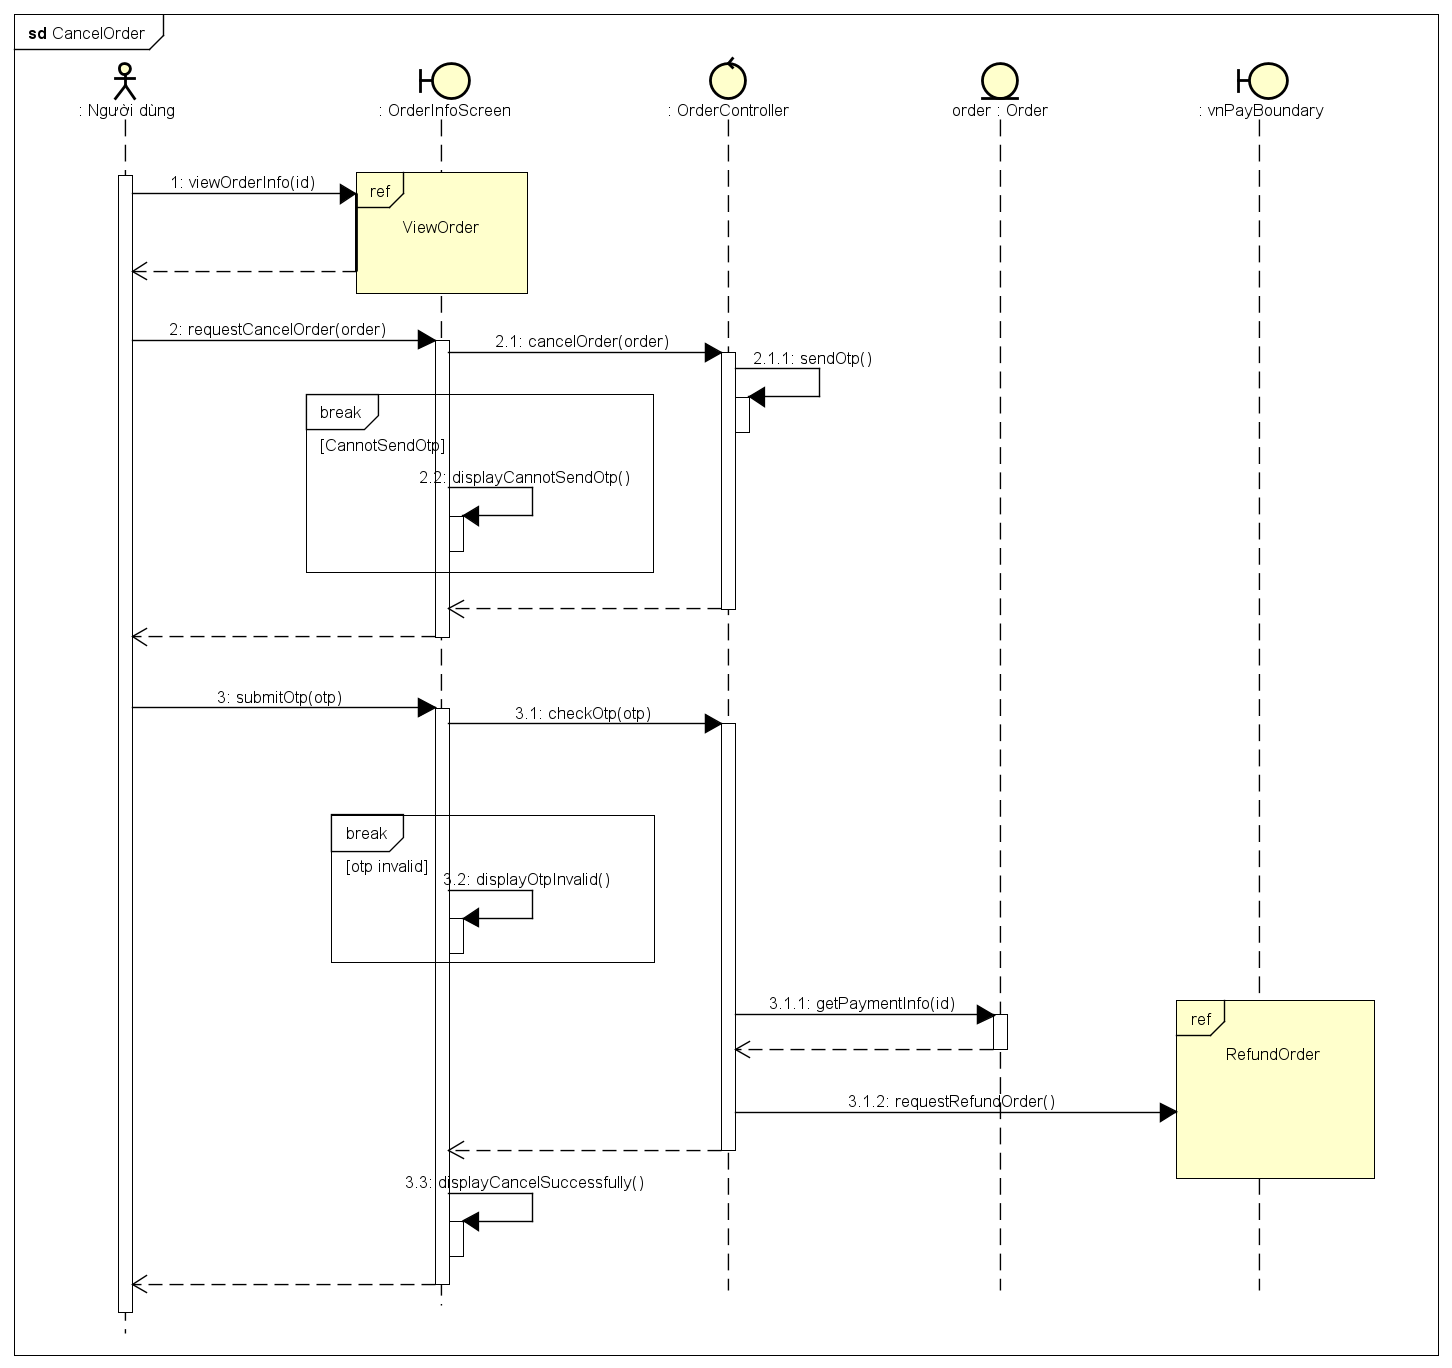 sd CancelOrder
: Người dùng
: OrderInfoScreen
: OrderController
order : Order
: vnPayBoundary
1: viewOrderInfo(id)
ref
ViewOrder
2: requestCancelOrder(order)
2.1: cancelOrder(order)
2.1.1: sendOtp()
break
[CannotSendOtp]
2.2: displayCannotSendOtp()
3: submitOtp(otp)
3.1: checkOtp(otp)
break
[otp invalid]
3.2: displayOtpInvalid()
3.1.1: getPaymentInfo(id)
ref
RefundOrder
3.1.2: requestRefundOrder()
3.3: displayCancelSuccessfully()